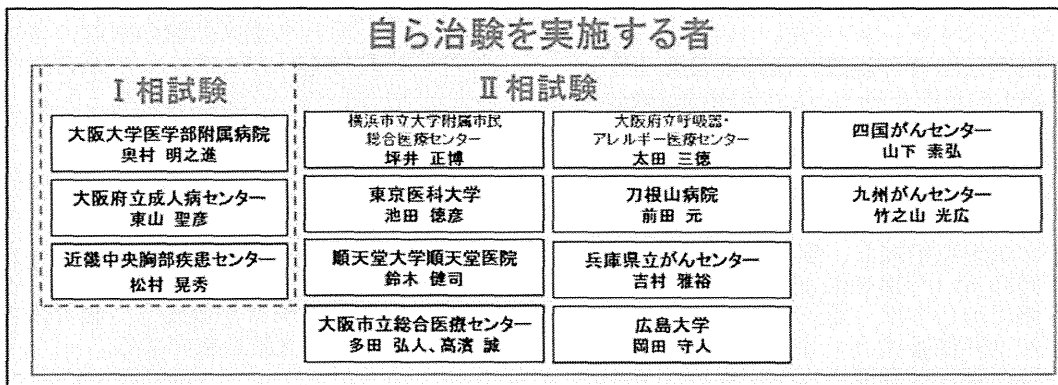 自ら治験を実施する者
Ⅰ相試験
大阪大学医学部附属病院
奥村 明之進
大阪府立成人病センター
東山 聖彦
近畿中央胸部疾患センター
松村 晃秀
Ⅱ相試験
横浜市立大学附属市民
総合医療センター
坪井 正博
東京医科大学
池田 徳彦
順天堂大学順天堂医院
鈴木 健司
大阪市立総合医療センター
多田 弘人、高濱 誠
大阪府立呼吸器・
アレルギー医療センター
太田 三徳
刀根山病院
前田 元
兵庫県立がんセンター
吉村 雅裕
広島大学
岡田 守人
四国がんセンター
山下 素弘
九州がんセンター
竹之山 光広